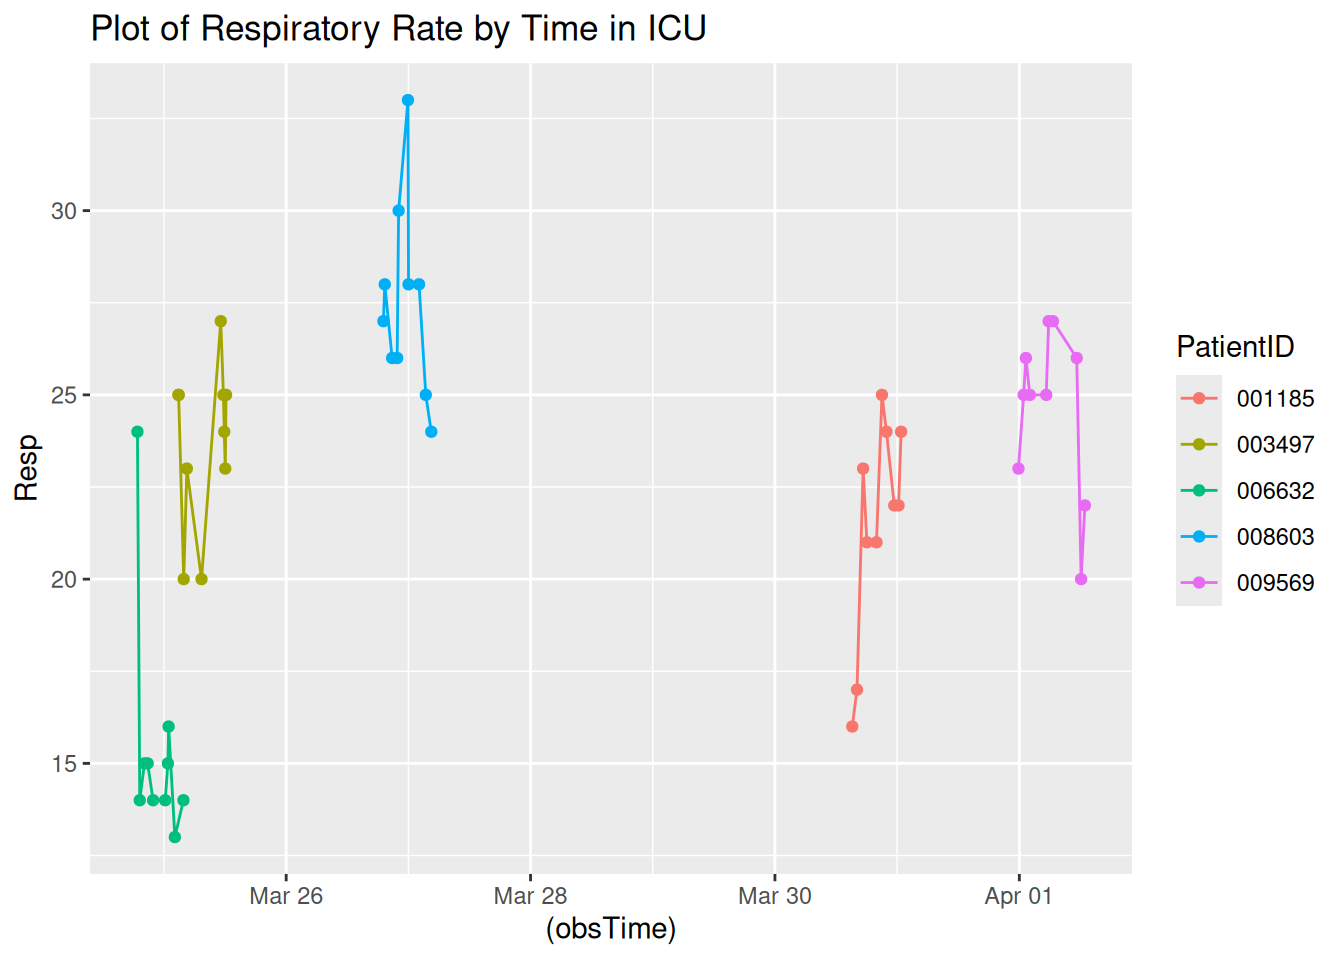 Plot of Respiratory Rate by Time in ICU
Resp
30
25
20
15
Mar 26 Mar 28 Mar 30 Apr 01
(obsTime)
PatientID
001185
003497
006632
008603
009569